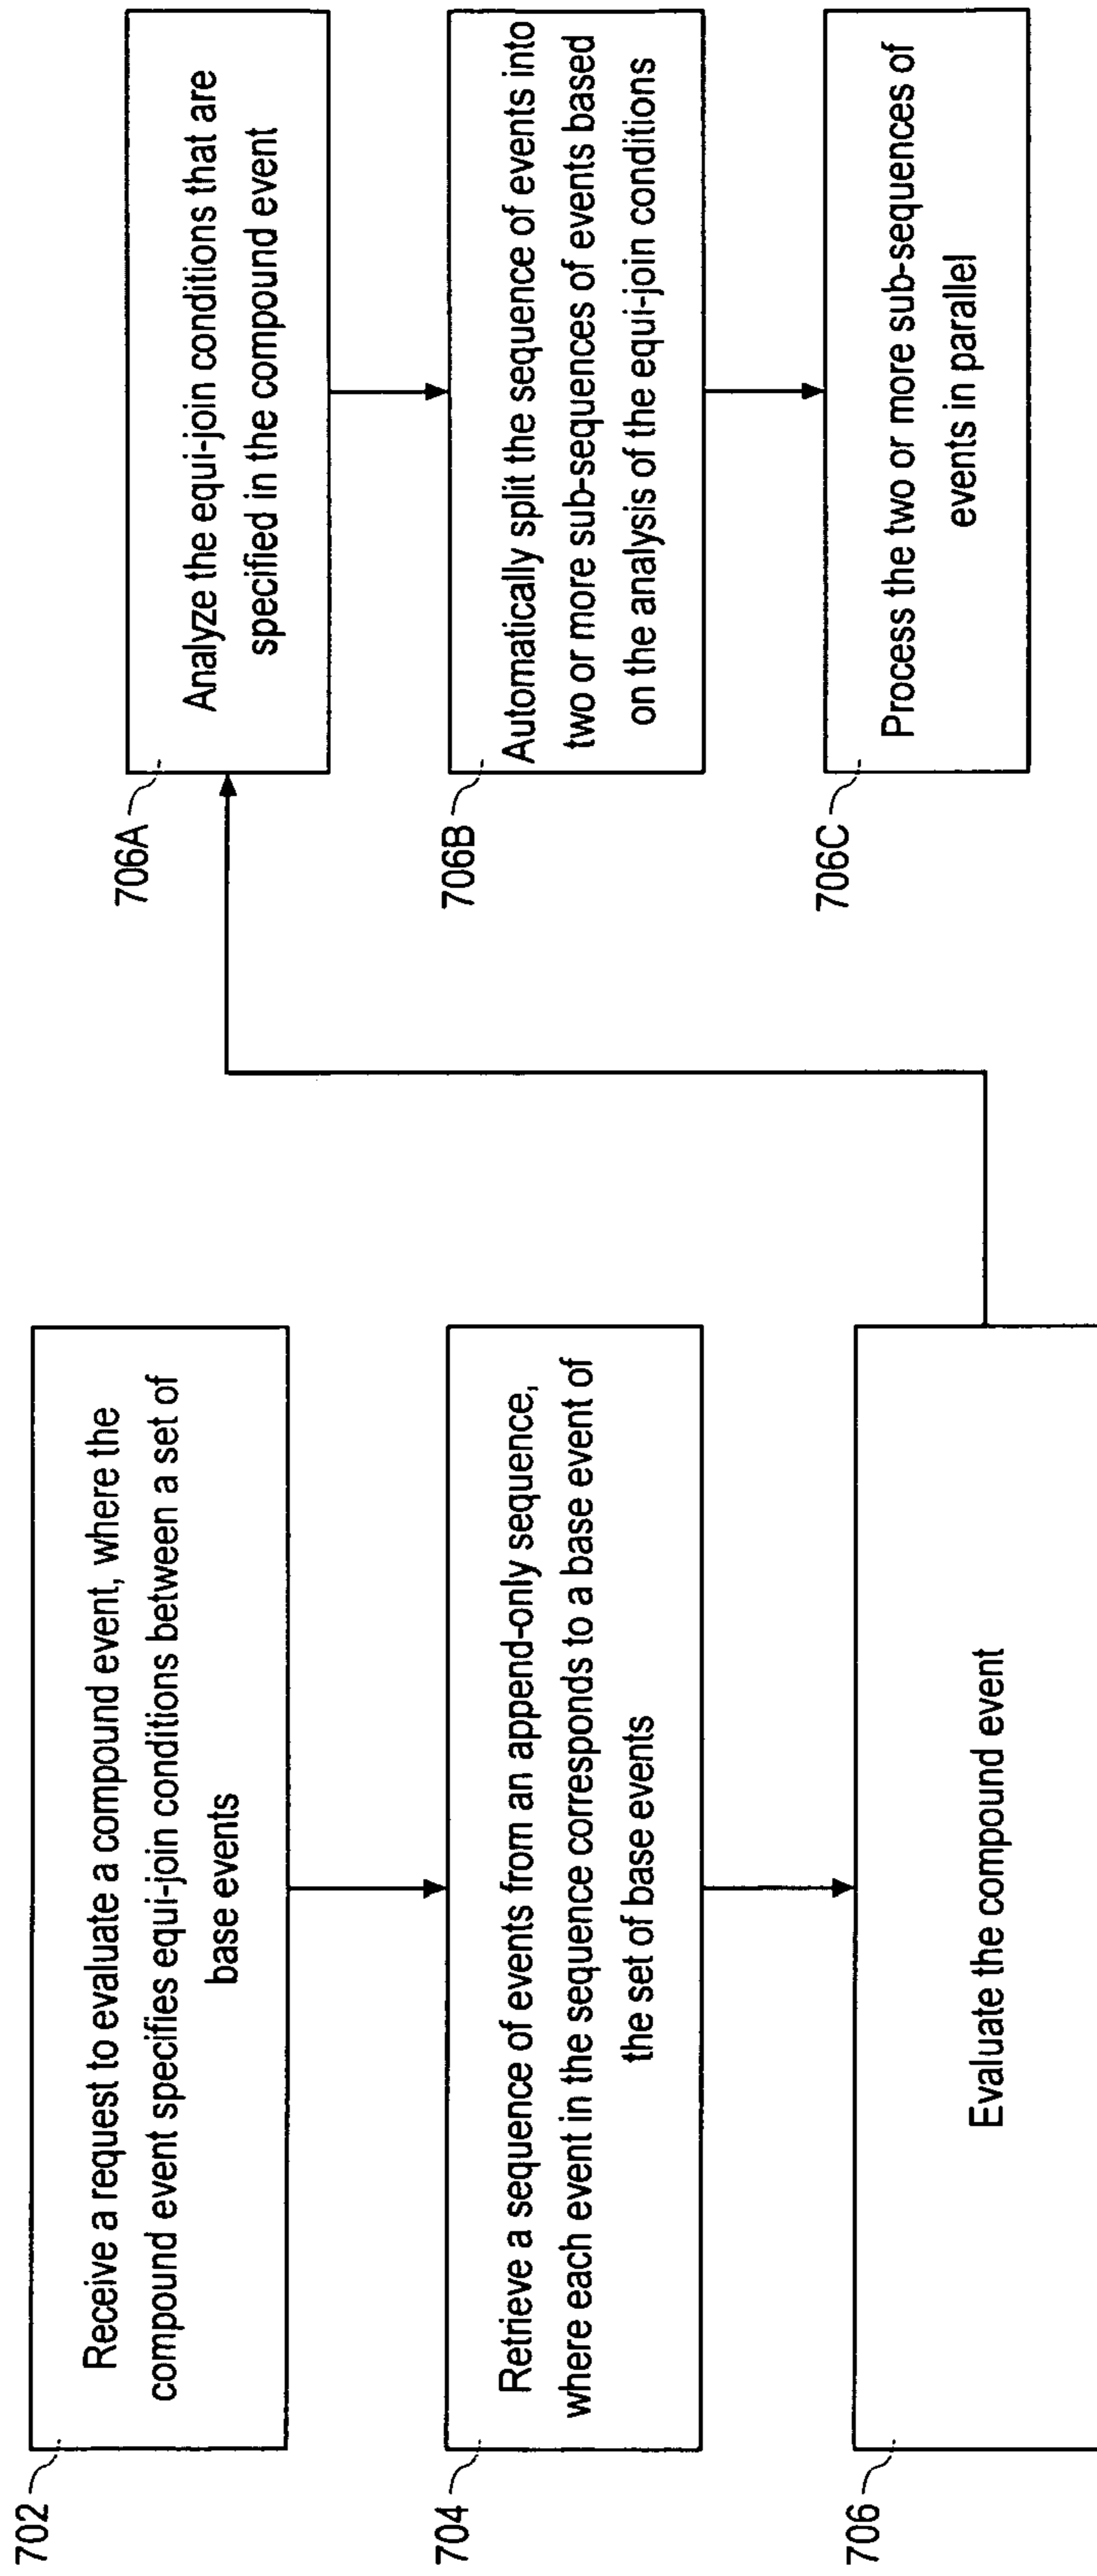 702
Receive a request to evaluate a compound event, where the
compound event specifies equi-join conditions between a set of
base events
704
Retrieve a sequence of events from an append-only sequence,
where each event in the sequence corresponds to a base event of
the set of base events
706
Evaluate the compound event
706A
Analyze the equi-join conditions that are
specified in the compound event
706B
Automatically split the sequence of events into
two or more sub-sequences of events based
on the analysis of the equi-join conditions
706C
Process the two or more sub-sequences of
events in parallel